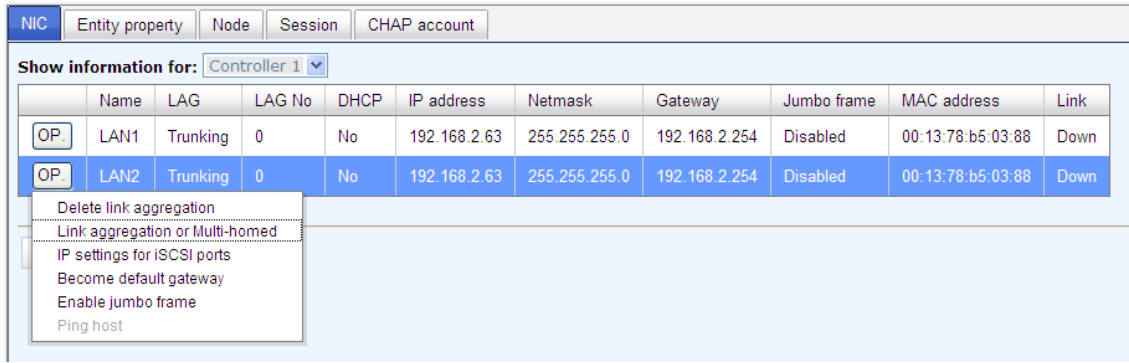 NIC Entity property Node Session CHAP account
Show information for: Controller 1
Name LAG LAG No DHCP IP address Netmask Gateway Jumbo frame MAC address Link
OP. LAN1 Trunking 0 No 192.168.2.63 255.255.255.0 192.168.2.254 Disabled 00:13:78:b5:03:88 Down
OP. LAN2 Trunking 0 No 192.168.2.63 255.255.255.0 192.168.2.254 Disabled 00:13:78:b5:03:88 Down
Delete link aggregation
Link aggregation or Multi-homed
IP settings for iSCSI ports
Become default gateway
Enable jumbo frame
Ping host